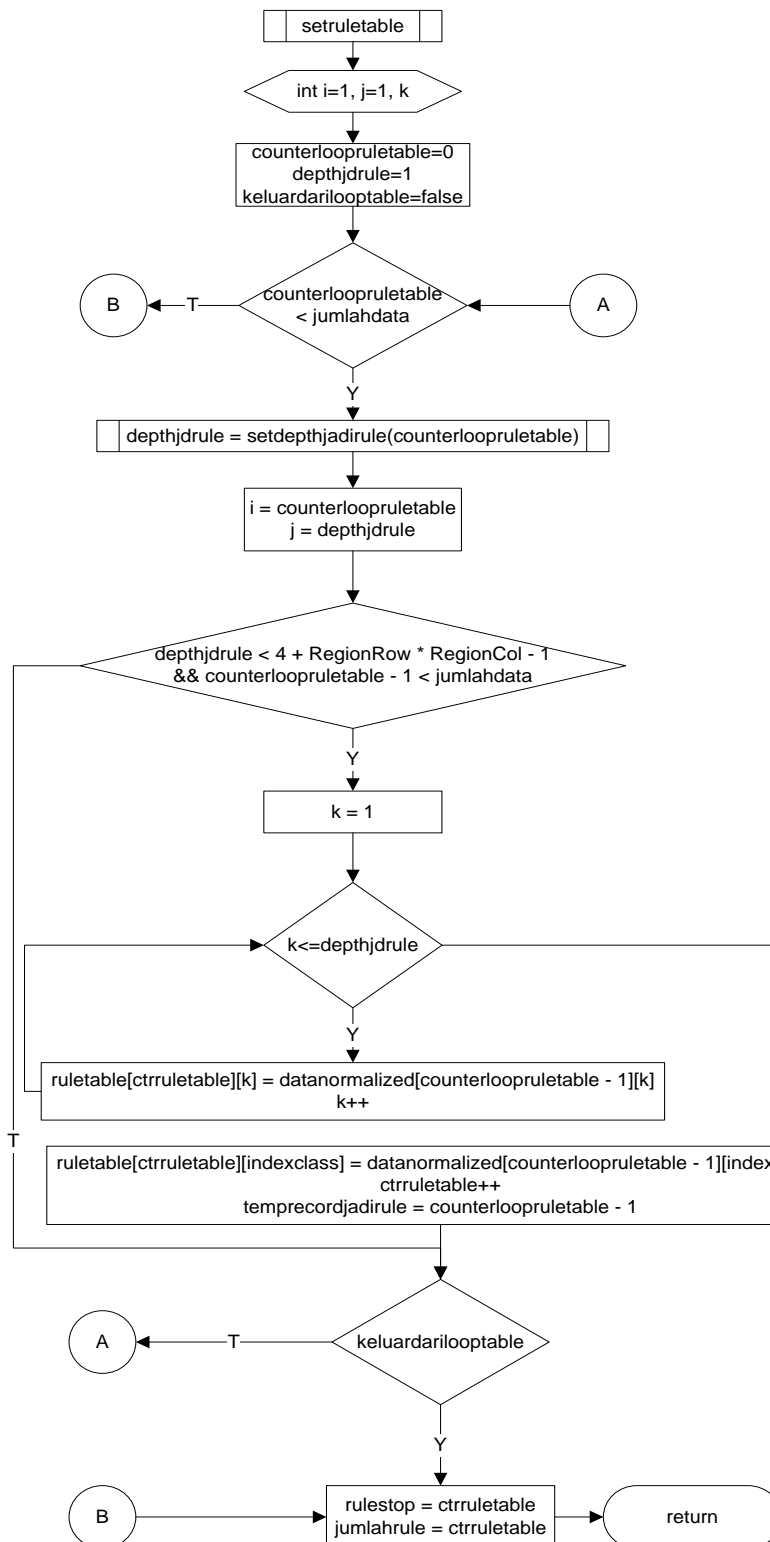 setruletable
int i=1, j=1, k
counterloopruletable=0
depthjdrule=1
keluardarilooptable=false
B
T
counterloopruletable
< jumlahdata
A
Y
depthjdrule = setdepthjadirule(counterloopruletable)
i = counterloopruletable
j = depthjdrule
depthjdrule < 4 + RegionRow * RegionCol - 1
&& counterloopruletable - 1 < jumlahdata
Y
k = 1
k<=depthjdrule
Y
ruletable[ctrruletable][k] = datanormalized[counterloopruletable - 1][k]
k++
T
ruletable[ctrruletable][indexclass] = datanormalized[counterloopruletable - 1][index
ctrruletable++
temprecordjadirule = counterloopruletable - 1
A
T
keluardarilooptable
Y
B
rulestop = ctrruletable
jumlahrule = ctrruletable
return